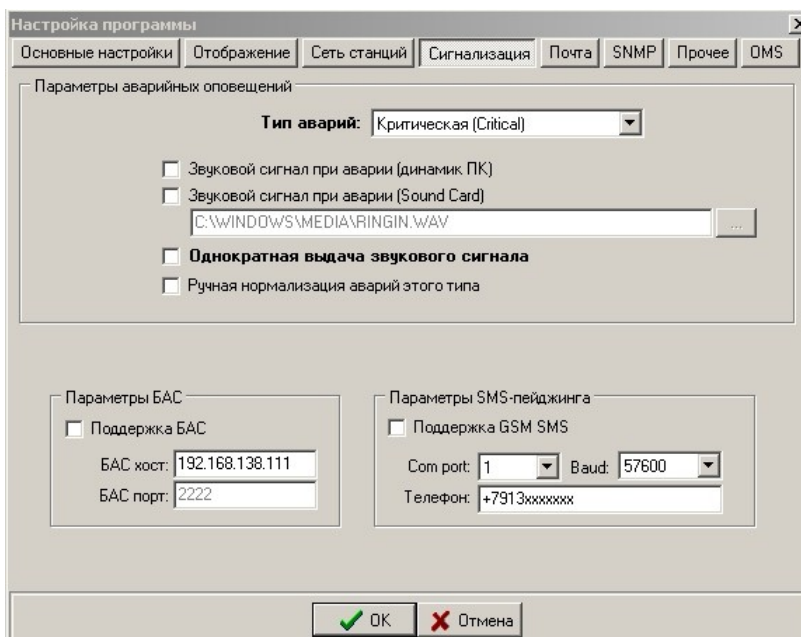 Настройка программы
Основные настройки Отображение Сеть станций Сигнализация Почта SNMP Прочее OMS
Параметры аварийных оповещений
Тип аварий: Критическая (Critical)
Звуковой сигнал при аварии (динамик ПК)
Звуковой сигнал при аварии (Sound Card)
C:\WINDOWS\MEDIA\RINGIN.WAV ...
Однократная выдача звукового сигнала
Ручная нормализация аварий этого типа
Параметры БАС
Поддержка БАС
БАС хост: 192.168.138.111
БАС порт: 2222
Параметры SMS-пейджинга
Поддержка GSM SMS
Com port: 1 Baud: 57600
Телефон: +7913xxxxxxx
OK Отмена